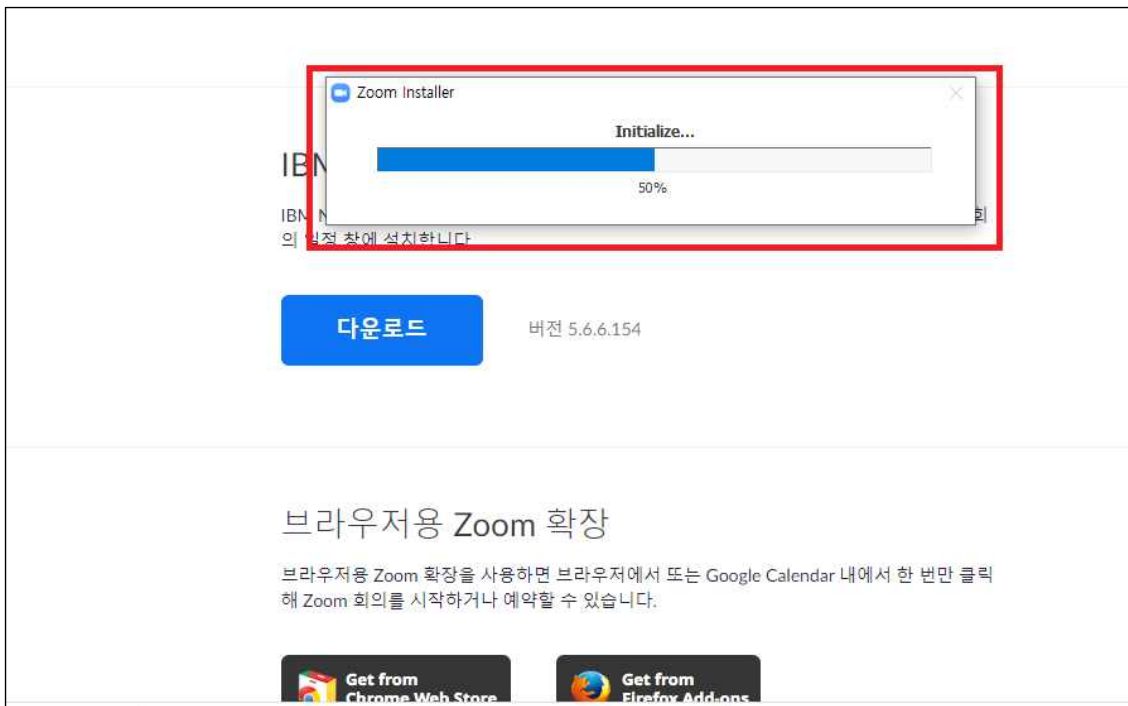 Zoom Installer
Initialize...
50%
IBM
IBM N 회
의 일정 창에 설치합니다
다운로드
버전 5.6.6.154
브라우저용 Zoom 확장
브라우저용 Zoom 확장을 사용하면 브라우저에서 또는 Google Calendar 내에서 한 번만 클릭
해 Zoom 회의를 시작하거나 예약할 수 있습니다.
Get from
Chrome Web Store
Get from
Firefox Add-ons